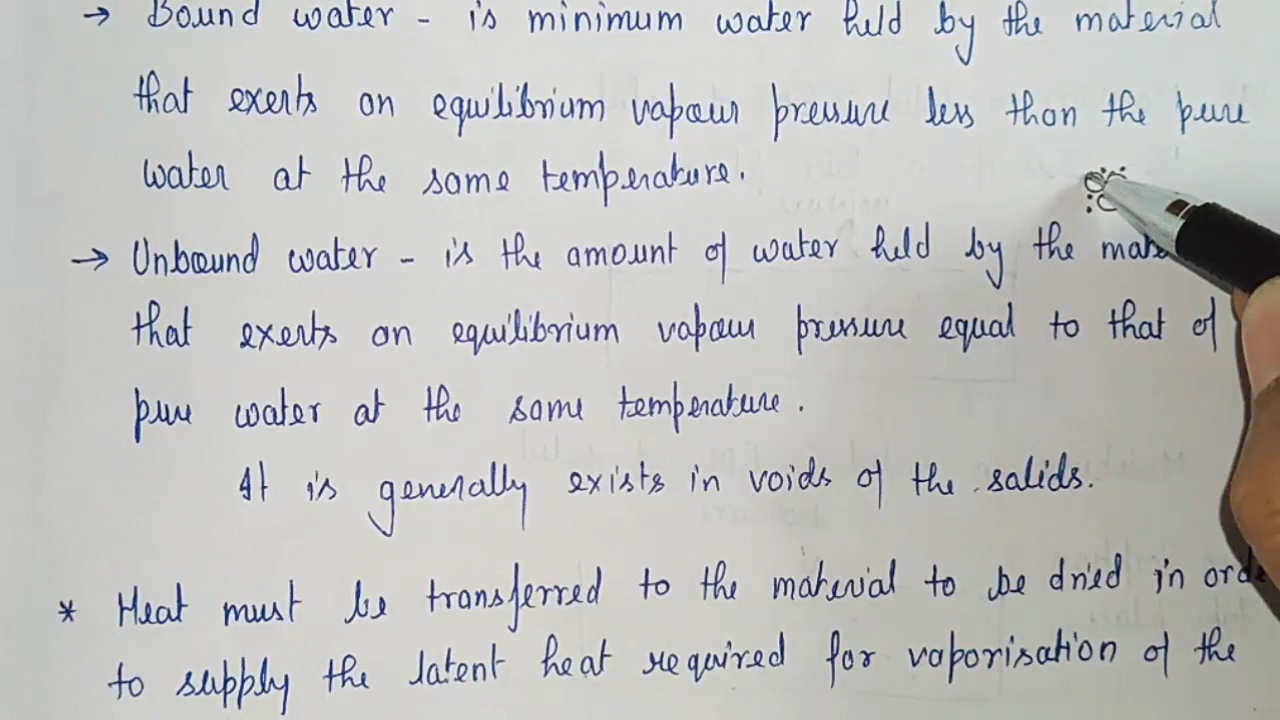 → Bound water - is minimum water held by the material
that exerts an equilibrium vapour pressure less than the pure
water at the same temperature.
→ Unbound water - is the amount of water held by the
that exerts an equilibrium vapour pressure equal to that of
pure water at the same temperature.
It is generally exists in voids of the solids.
* Heat must be transferred to the material to be dried in
to supply the latent heat required for vaporisation of the